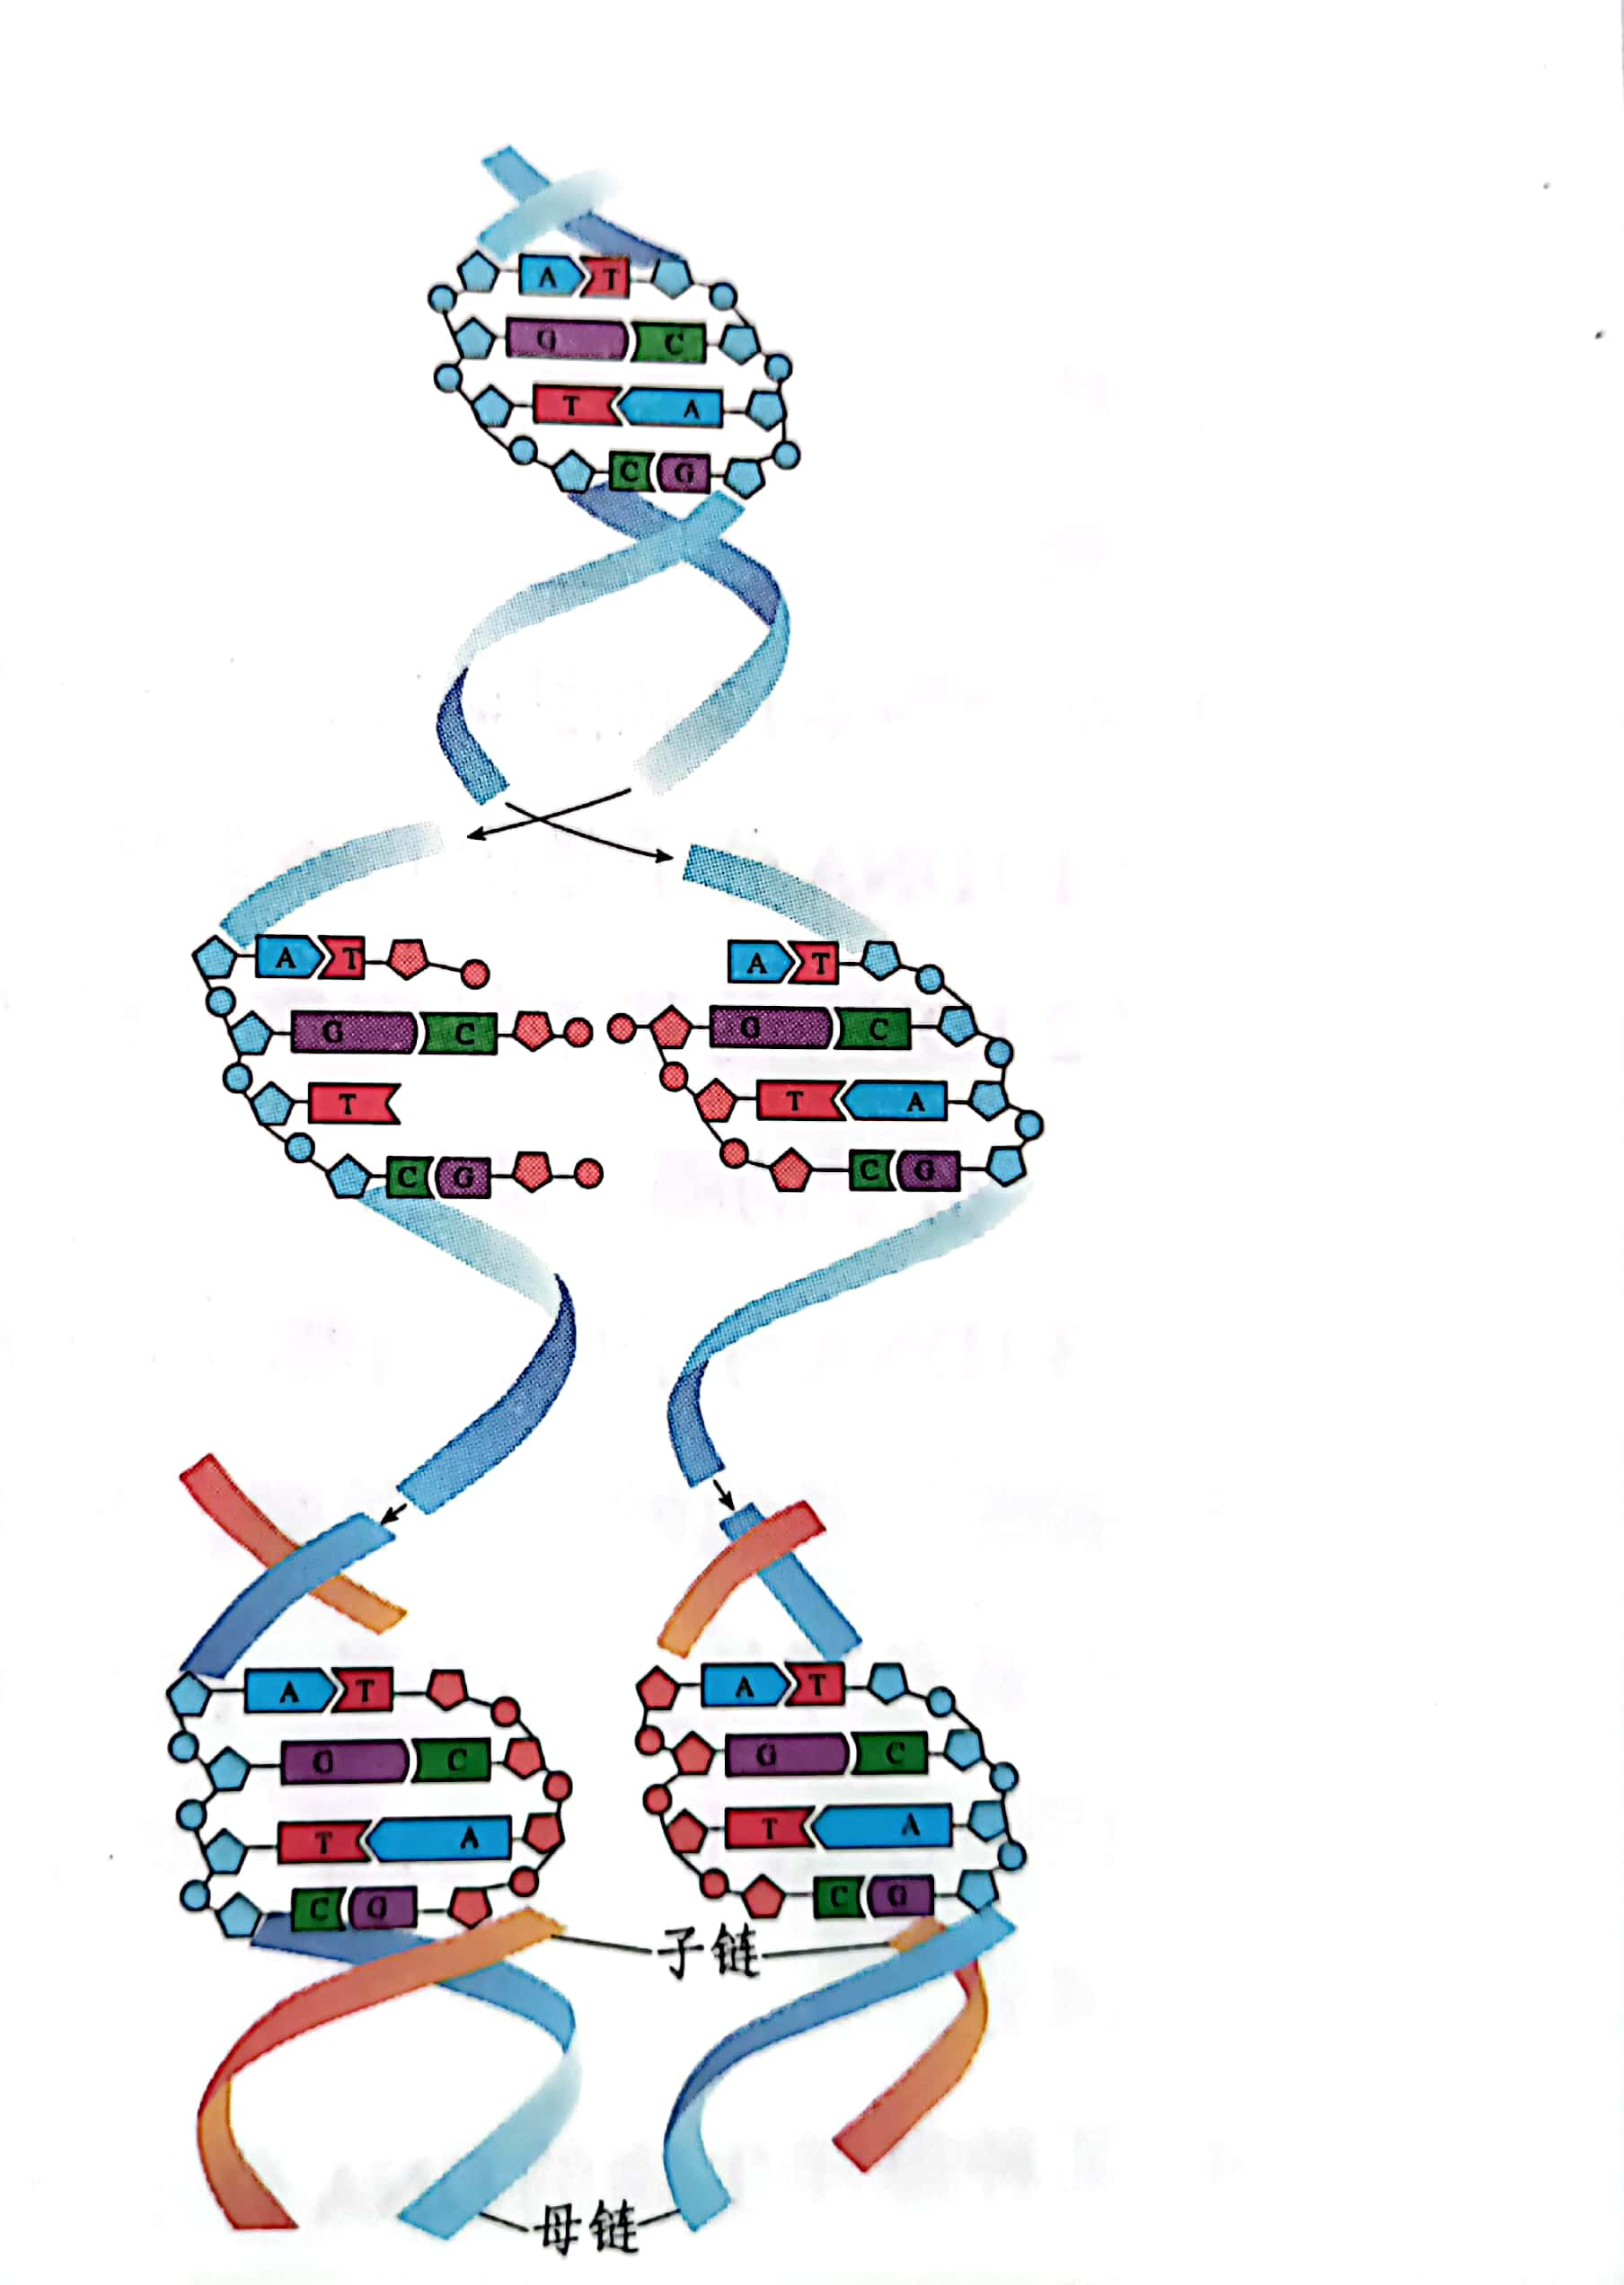 A T
G C
T A
C G
A T A T
G C G C
T T A
C G C G
A T A T
G C G C
T A T A
C G C G
子链
母链